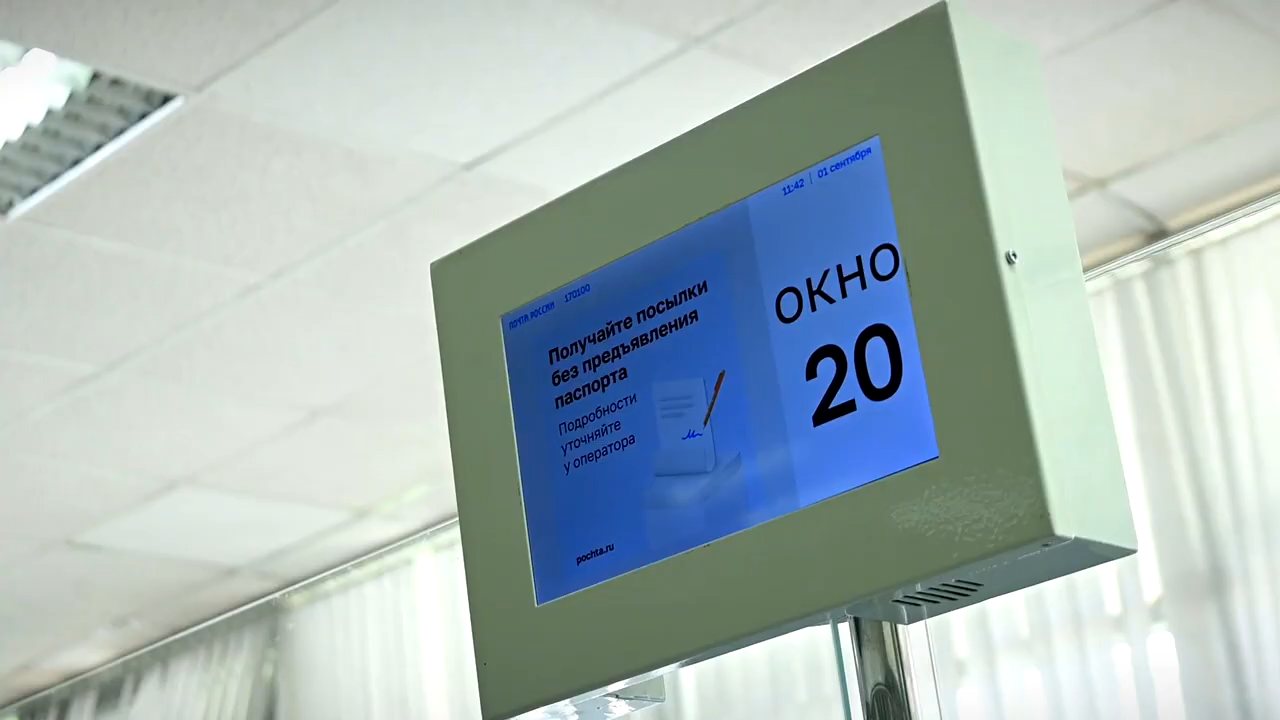 ПОЧТА РОССИИ 170100
11:42 | 01 сентября
Получайте посылки
без предъявления
паспорта
Подробности
уточняйте
у оператора
pochta.ru
ОКНО
20